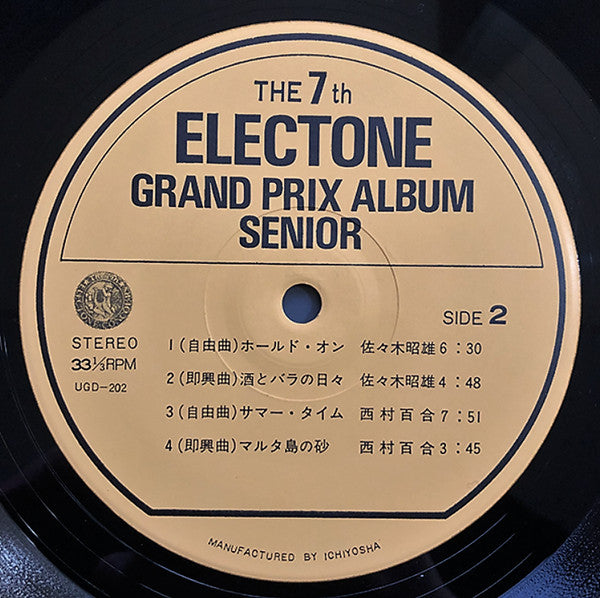 THE 7th
ELECTONE
GRAND PRIX ALBUM
SENIOR
SIDE 2
STEREO
33⅓RPM
UGD-202
1 (自由曲)ホールド・オン 佐々木昭雄 6:30
2 (即興曲)酒とバラの日々 佐々木昭雄 4:48
3 (自由曲)サマー・タイム 西村百合 7:51
4 (即興曲)マルタ島の砂 西村百合 3:45
MANUFACTURED BY ICHIYOSHA